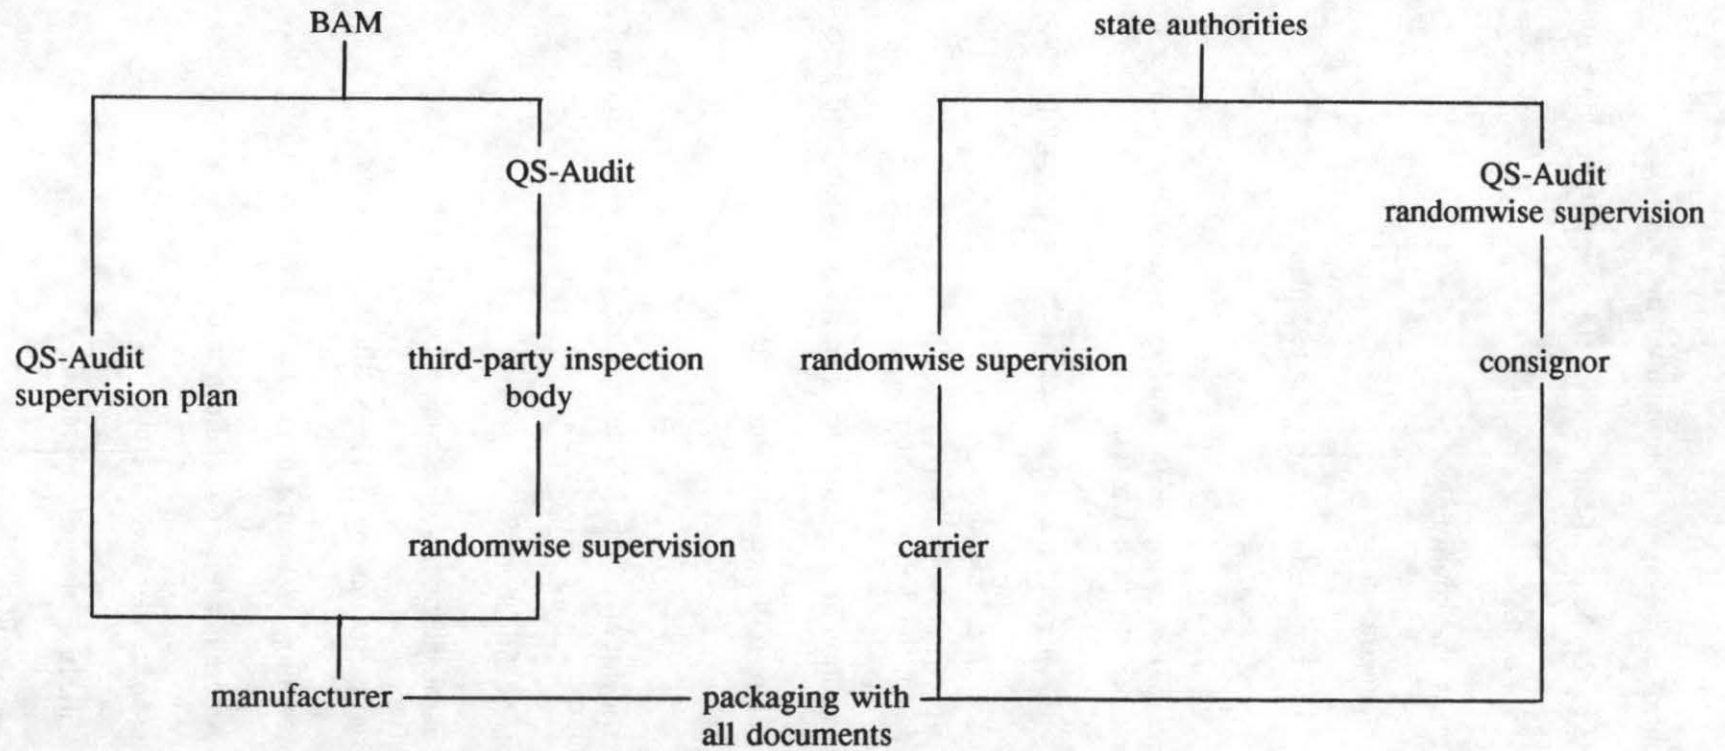 BAM
state authorities
QS-Audit
QS-Audit
randomwise supervision
QS-Audit
supervision plan
third-party inspection
body
randomwise supervision
consignor
randomwise supervision
carrier
manufacturer
packaging with
all documents